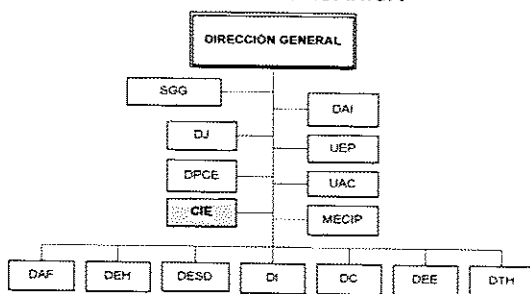 DIRECCIÓN GENERAL
SGG
DAI
DJ
UEP
DPCE
UAC
CIE
MECIP
DAF DEH DESD DI DC DEE DTH